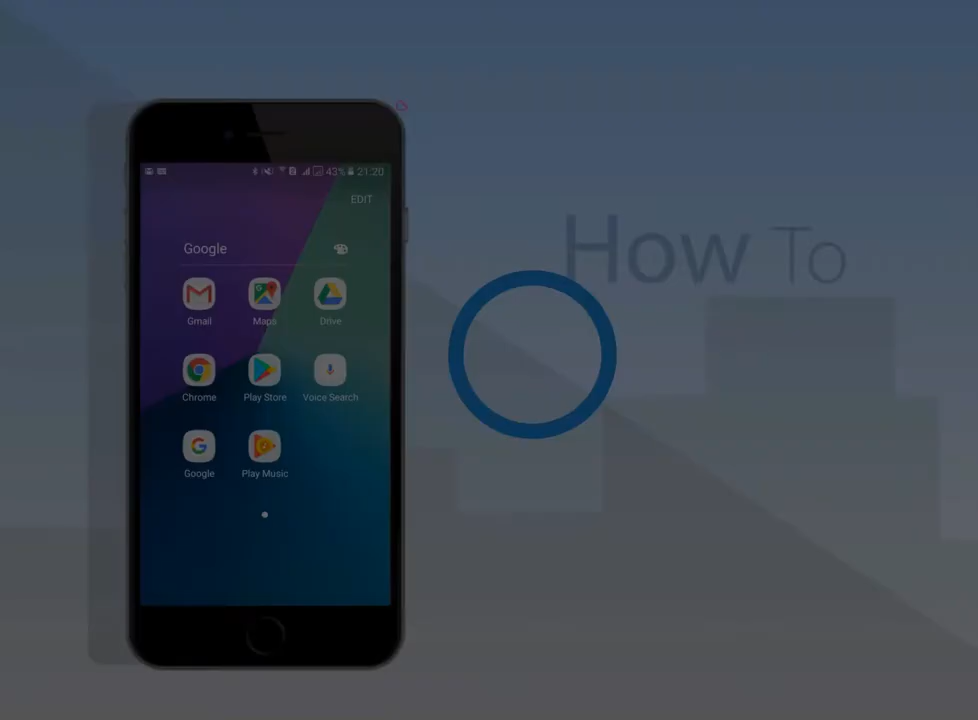 43% 21:20
EDIT
Google
Gmail Maps Drive
Chrome Play Store Voice Search
Google Play Music
How To